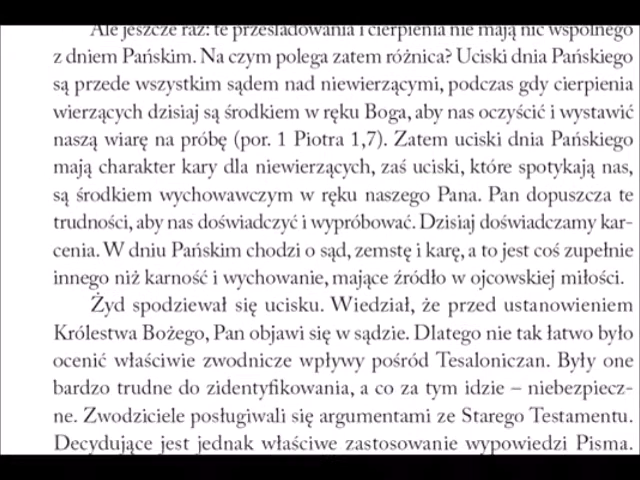 Ale jeszcze raz: te prześladowania i cierpienia nie mają nic wspólnego
z dniem Pańskim. Na czym polega zatem różnica? Uciski dnia Pańskiego
są przede wszystkim sądem nad niewierzącymi, podczas gdy cierpienia
wierzących dzisiaj są środkiem w ręku Boga, aby nas oczyścić i wystawić
naszą wiarę na próbę (por. 1 Piotra 1,7). Zatem uciski dnia Pańskiego
mają charakter kary dla niewierzących, zaś uciski, które spotykają nas,
są środkiem wychowawczym w ręku naszego Pana. Pan dopuszcza te
trudności, aby nas doświadczyć i wypróbować. Dzisiaj doświadczamy kar-
cenia. W dniu Pańskim chodzi o sąd, zemstę i karę, a to jest coś zupełnie
innego niż karność i wychowanie, mające źródło w ojcowskiej miłości.
Żyd spodziewał się ucisku. Wiedział, że przed ustanowieniem
Królestwa Bożego, Pan objawi się w sądzie. Dlatego nie tak łatwo było
ocenić właściwie zwodnicze wpływy pośród Tesaloniczan. Były one
bardzo trudne do zidentyfikowania, a co za tym idzie – niebezpiecz-
ne. Zwodziciele posługiwali się argumentami ze Starego Testamentu.
Decydujące jest jednak właściwe zastosowanie wypowiedzi Pisma.